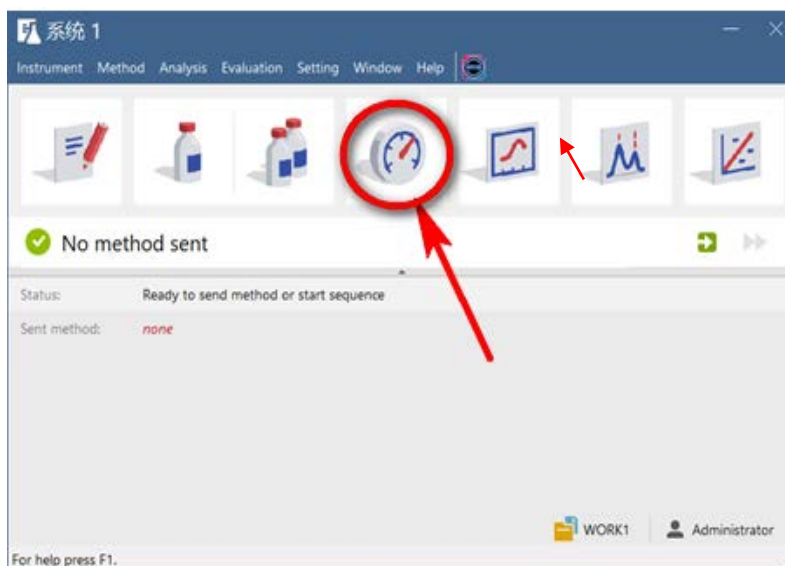 系统 1
Instrument Method Analysis Evaluation Setting Window Help
No method sent
Status: Ready to send method or start sequence
Sent method: none
WORK1 Administrator
For help press F1.